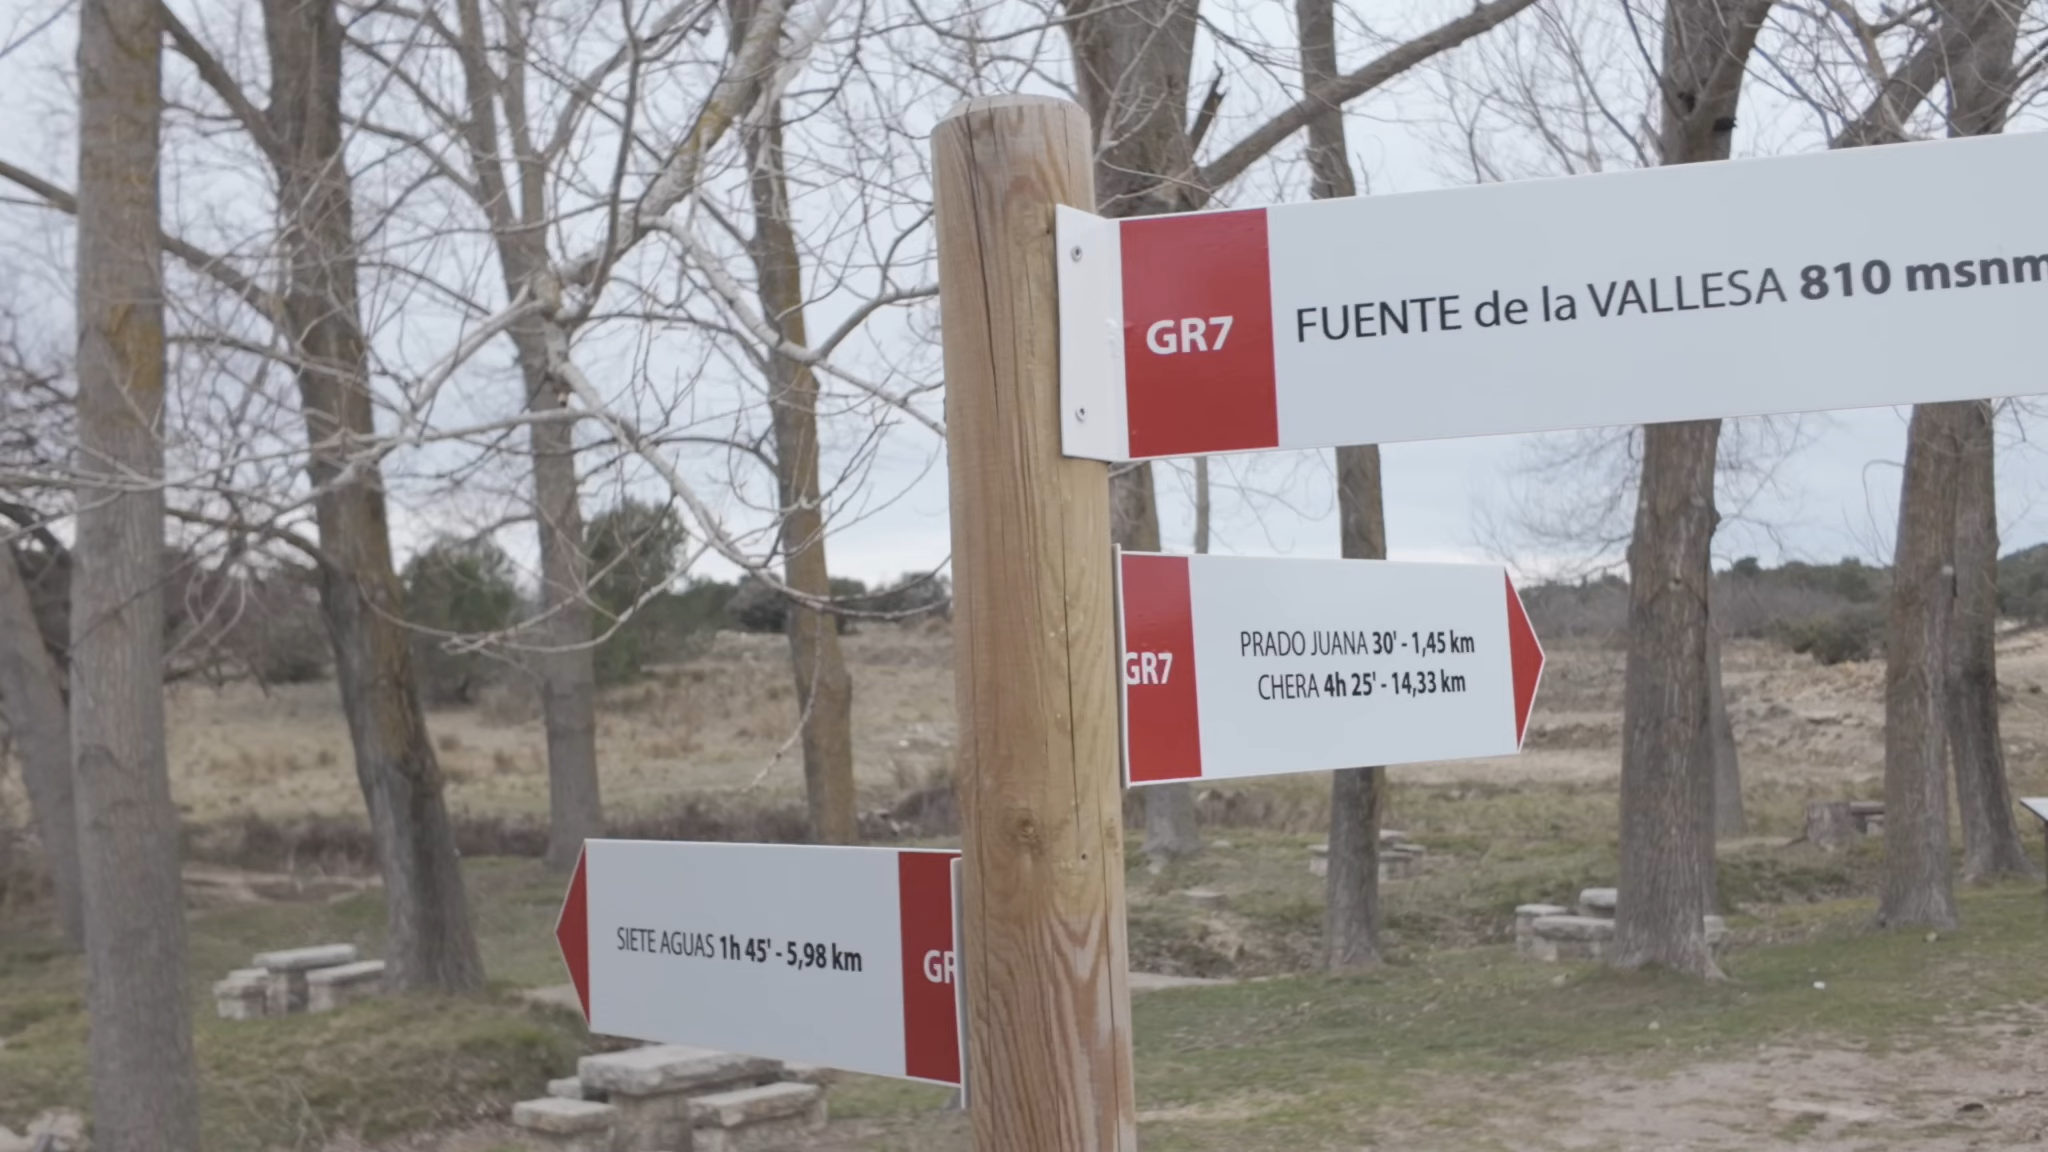 GR7
FUENTE de la VALLESA 810 msnm
GR7
PRADO JUANA 30' - 1,45 km
CHERA 4h 25' - 14,33 km
SIETE AGUAS 1h 45' - 5,98 km
GR